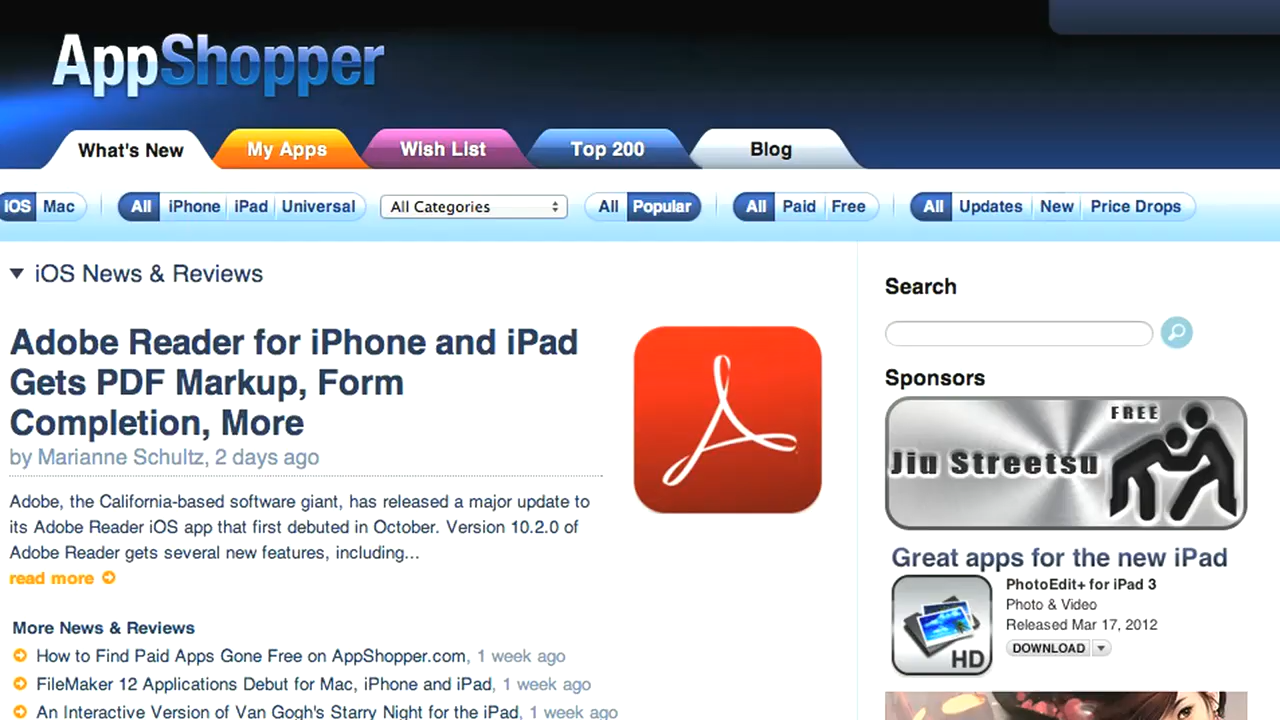 AppShopper
What's New
My Apps
Wish List
Top 200
Blog
iOS Mac
All iPhone iPad Universal
All Categories
All Popular
All Paid Free
All Updates New Price Drops
iOS News & Reviews
Adobe Reader for iPhone and iPad
Gets PDF Markup, Form
Completion, More
by Marianne Schultz, 2 days ago
Adobe, the California-based software giant, has released a major update to
its Adobe Reader iOS app that first debuted in October. Version 10.2.0 of
Adobe Reader gets several new features, including...
read more
More News & Reviews
How to Find Paid Apps Gone Free on AppShopper.com, 1 week ago
FileMaker 12 Applications Debut for Mac, iPhone and iPad, 1 week ago
An Interactive Version of Van Gogh's Starry Night for the iPad, 1 week ago
Search
Sponsors
FREE
Jiu Streetsu
Great apps for the new iPad
PhotoEdit+ for iPad 3
Photo & Video
Released Mar 17, 2012
DOWNLOAD
HD